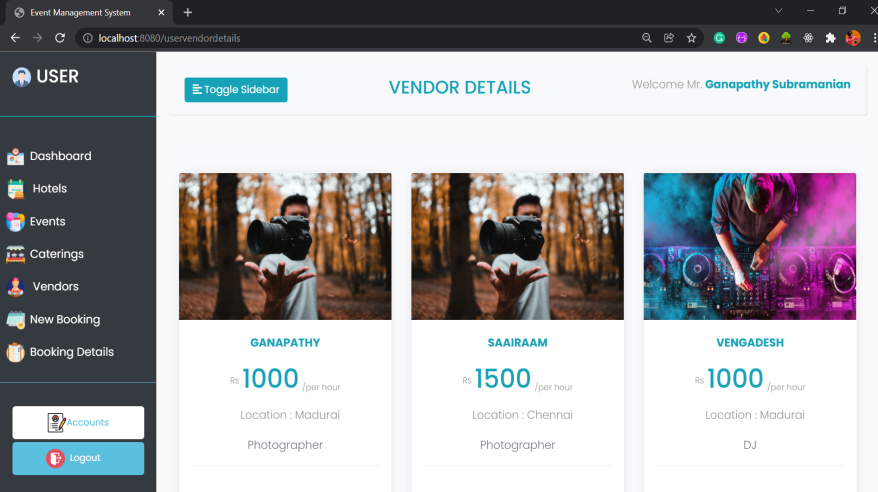 Event Management System
localhost:8080/uservendordetails
USER
Toggle Sidebar
VENDOR DETAILS
Welcome Mr. Ganapathy Subramanian
Dashboard
Hotels
Events
Caterings
Vendors
New Booking
Booking Details
Accounts
Logout
GANAPATHY
Rs 1000 /per hour
Location : Madurai
Photographer
SAAIRAAM
Rs 1500 /per hour
Location : Chennai
Photographer
VENGADESH
Rs 1000 /per hour
Location : Madurai
DJ